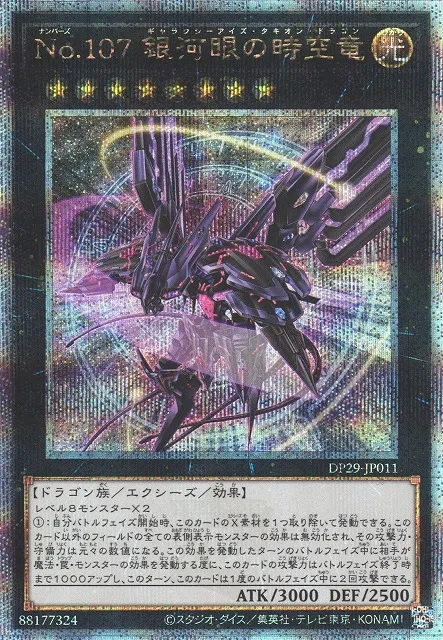 ナンバーズ ギャラクシーアイズ・タキオン・ドラゴン
No.107 銀河眼の時空竜 光
DP29-JP011
【ドラゴン族／エクシーズ／効果】
レベル8モンスター×2
①：自分バトルフェイズ開始時、このカードのX素材を1つ取り除いて発動できる。この
カード以外のフィールドの全ての表側表示モンスターの効果は無効化され、その攻撃力・
守備力は元々の数値になる。この効果を発動したターンのバトルフェイズ中に相手が
魔法・罠・モンスターの効果を発動する度に、このカードの攻撃力はバトルフェイズ終了時
まで1000アップし、このターン、このカードは1度のバトルフェイズ中に2回攻撃できる。
ATK/3000 DEF/2500
88177324 ©スタジオ・ダイス/集英社・テレビ東京・KONAMI